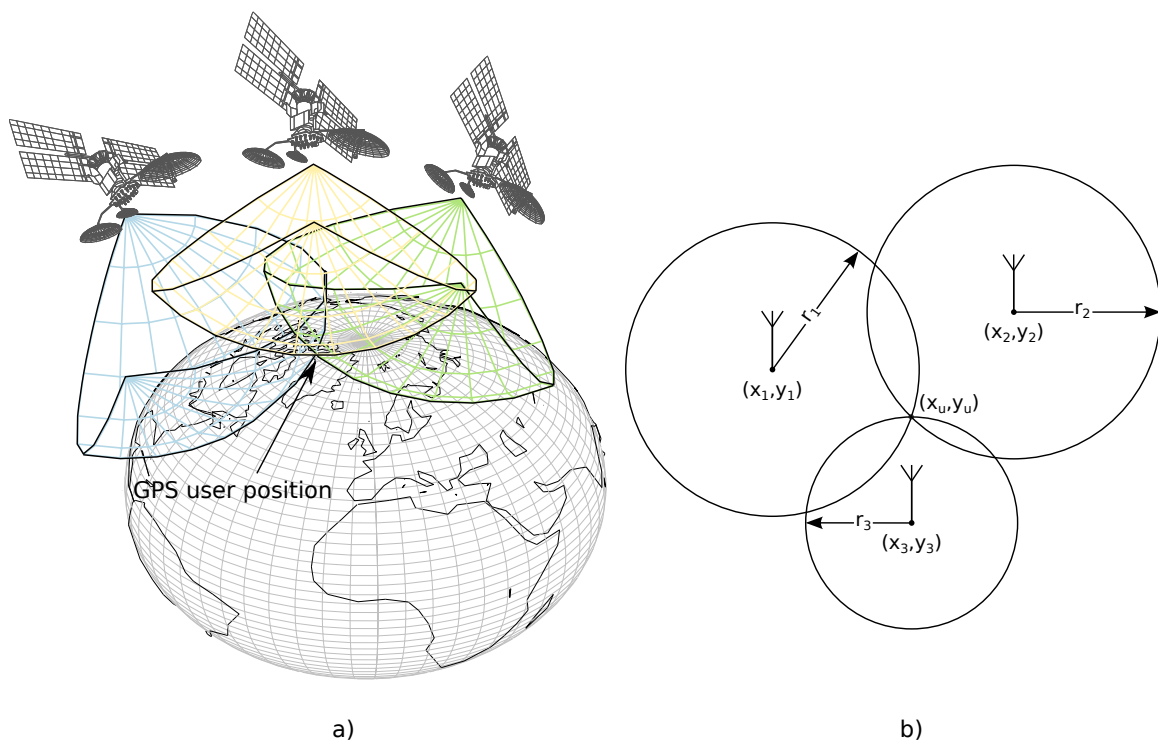 GPS user position
a)
r₁
(x₁,y₁)
r₂
(x₂,y₂)
(xᵤ,yᵤ)
r₃
(x₃,y₃)
b)